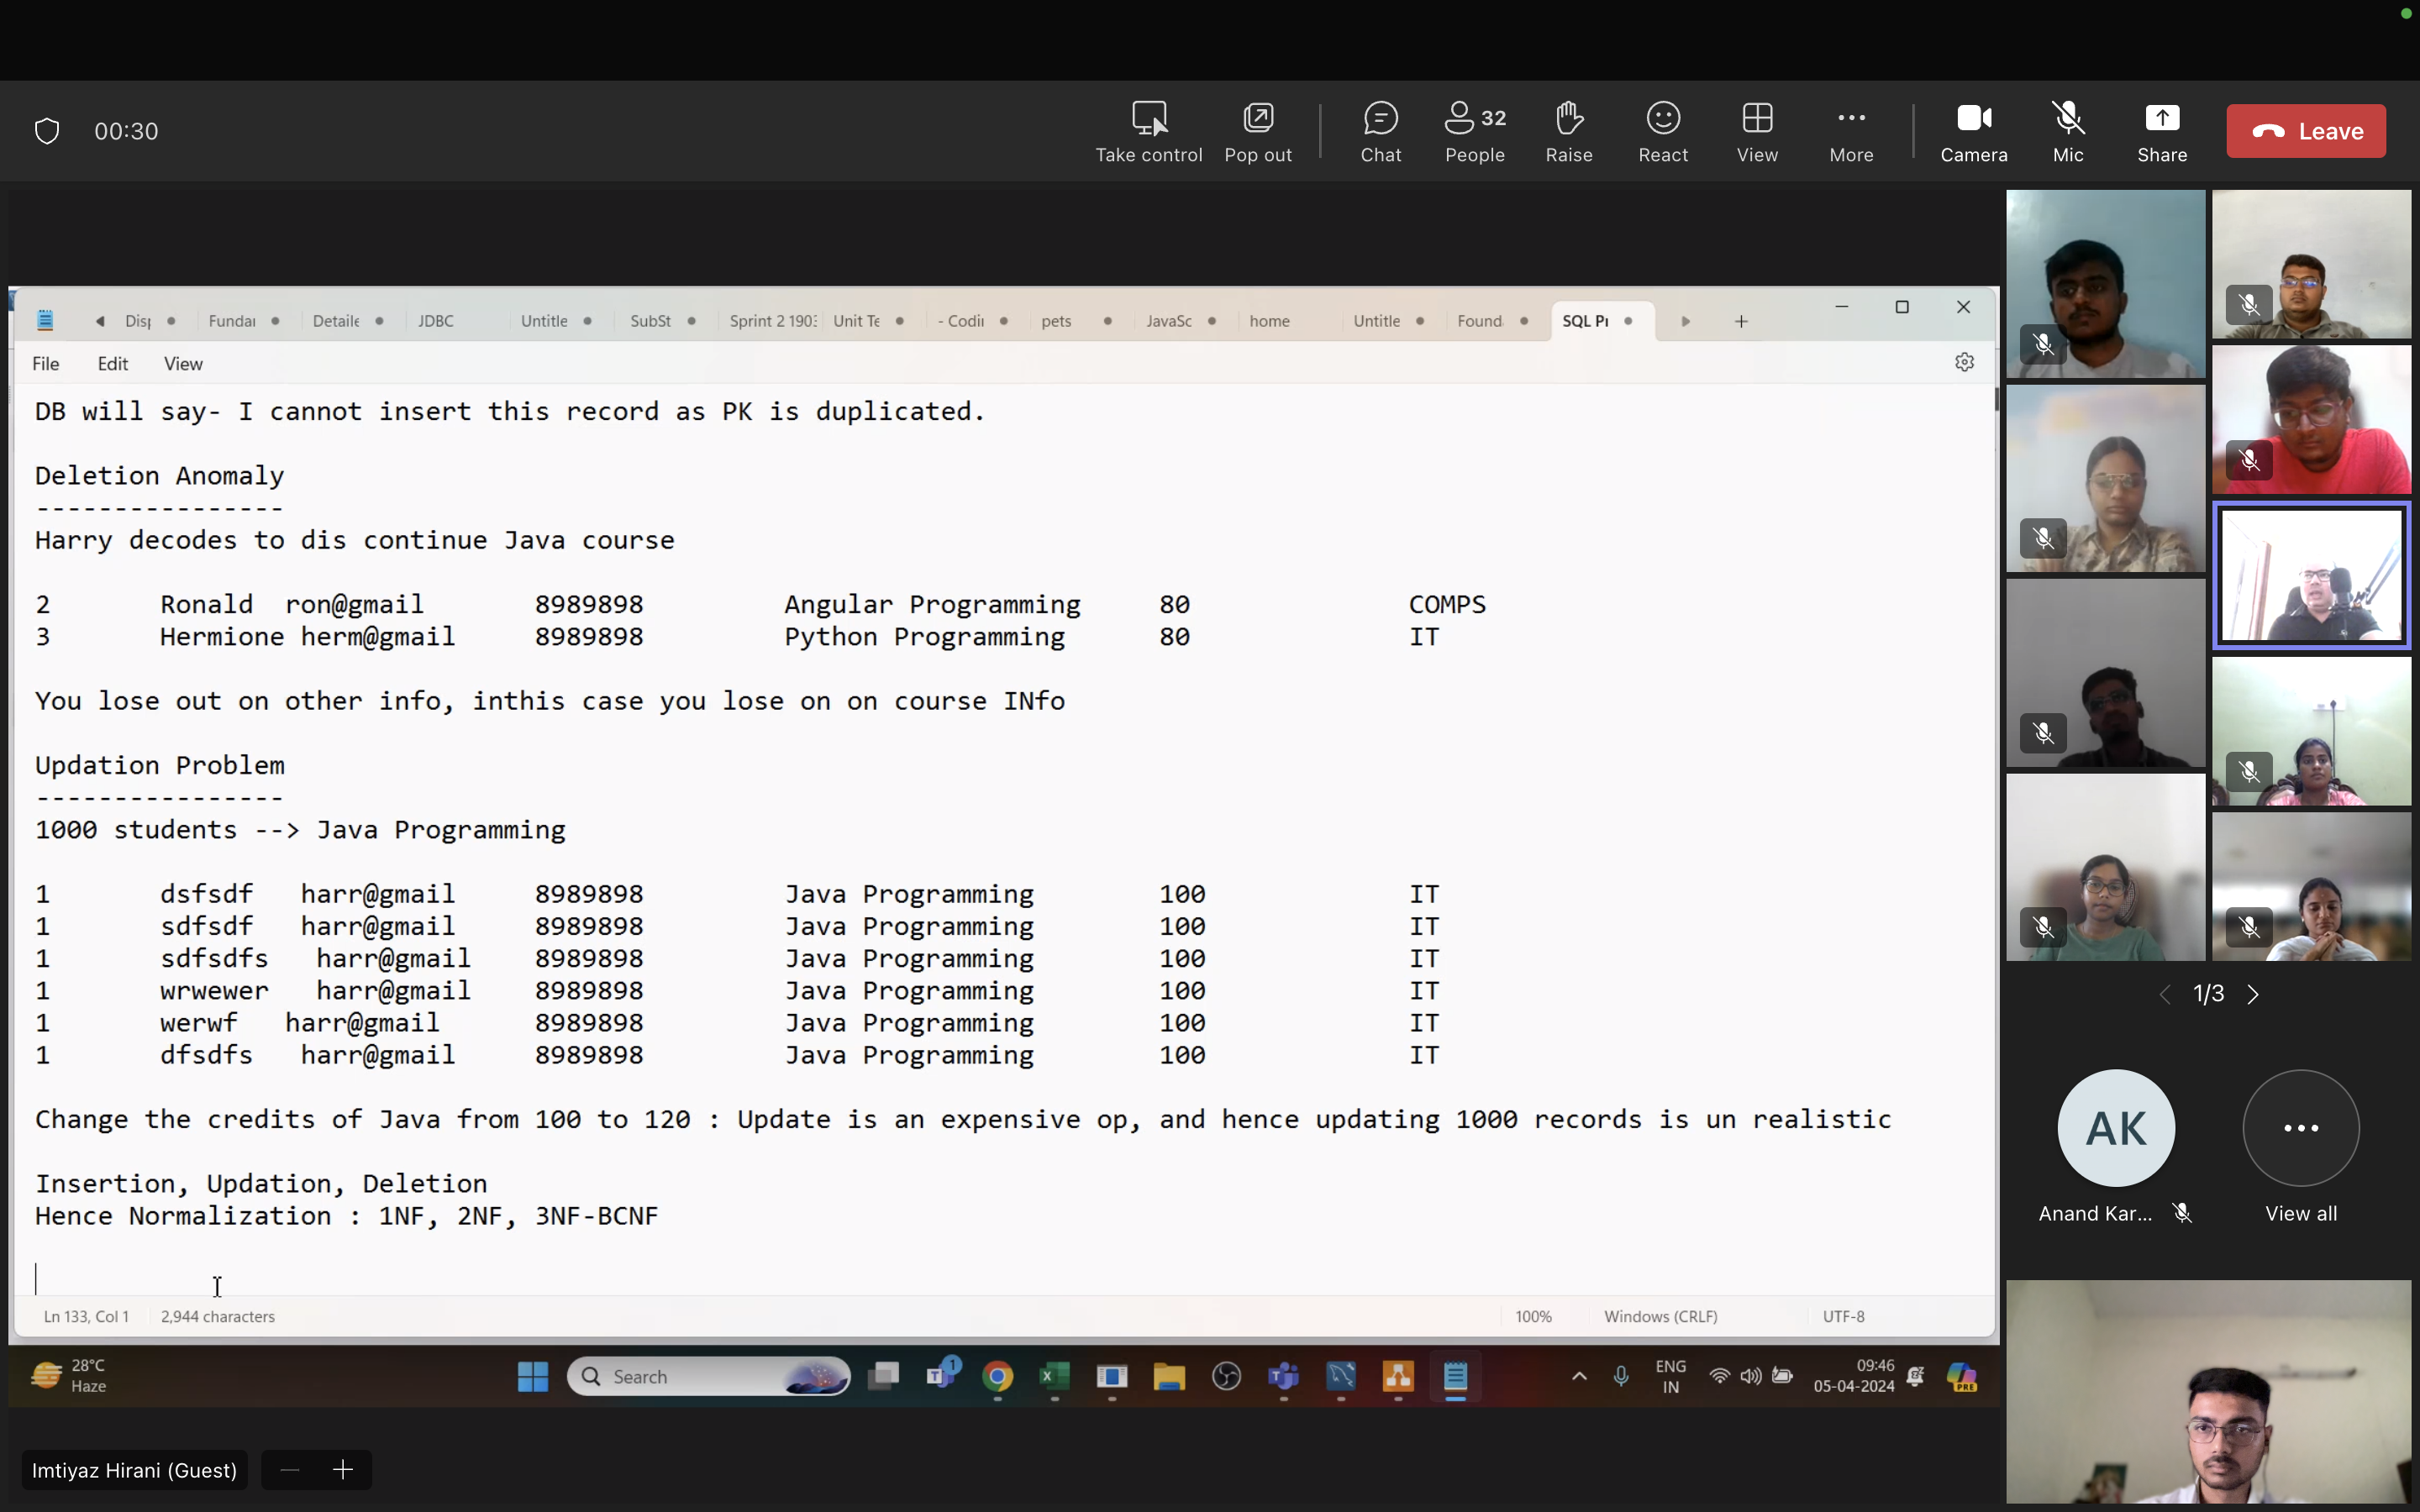 00:30
Take control
Pop out
Chat
32
People
Raise
React
View
More
Camera
Mic
Share
Leave
Disp
Fundar
Detaile
JDBC
Untitle
SubSt
Sprint 2 1903
Unit Te
- Codin
pets
JavaSc
home
Untitle
Found
SQL Pr
File
Edit
View
DB will say- I cannot insert this record as PK is duplicated.
Deletion Anomaly
----------------
Harry decodes to dis continue Java course
2 Ronald ron@gmail 8989898 Angular Programming 80 COMPS
3 Hermione herm@gmail 8989898 Python Programming 80 IT
You lose out on other info, inthis case you lose on on course INfo
Updation Problem
----------------
1000 students --> Java Programming
1 dsfsdf harr@gmail 8989898 Java Programming 100 IT
1 sdfsdf harr@gmail 8989898 Java Programming 100 IT
1 sdfsdfs harr@gmail 8989898 Java Programming 100 IT
1 wrwewer harr@gmail 8989898 Java Programming 100 IT
1 werwf harr@gmail 8989898 Java Programming 100 IT
1 dfsdfs harr@gmail 8989898 Java Programming 100 IT
Change the credits of Java from 100 to 120 : Update is an expensive op, and hence updating 1000 records is un realistic
Insertion, Updation, Deletion
Hence Normalization : 1NF, 2NF, 3NF-BCNF
Ln 133, Col 1
2,944 characters
100%
Windows (CRLF)
UTF-8
28°C
Haze
Search
1
ENG
IN
09:46
05-04-2024
PRE
Imtiyaz Hirani (Guest)
1/3
AK
Anand Kar...
View all